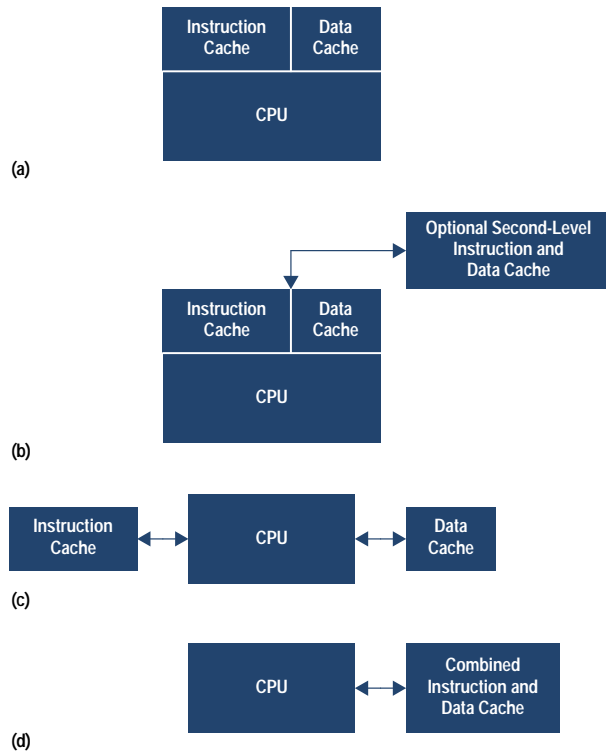 Instruction
Cache
Data
Cache
CPU
(a)
Optional Second-Level
Instruction and
Data Cache
Instruction
Cache
Data
Cache
CPU
(b)
Instruction
Cache
CPU
Data
Cache
(c)
CPU
Combined
Instruction and
Data Cache
(d)